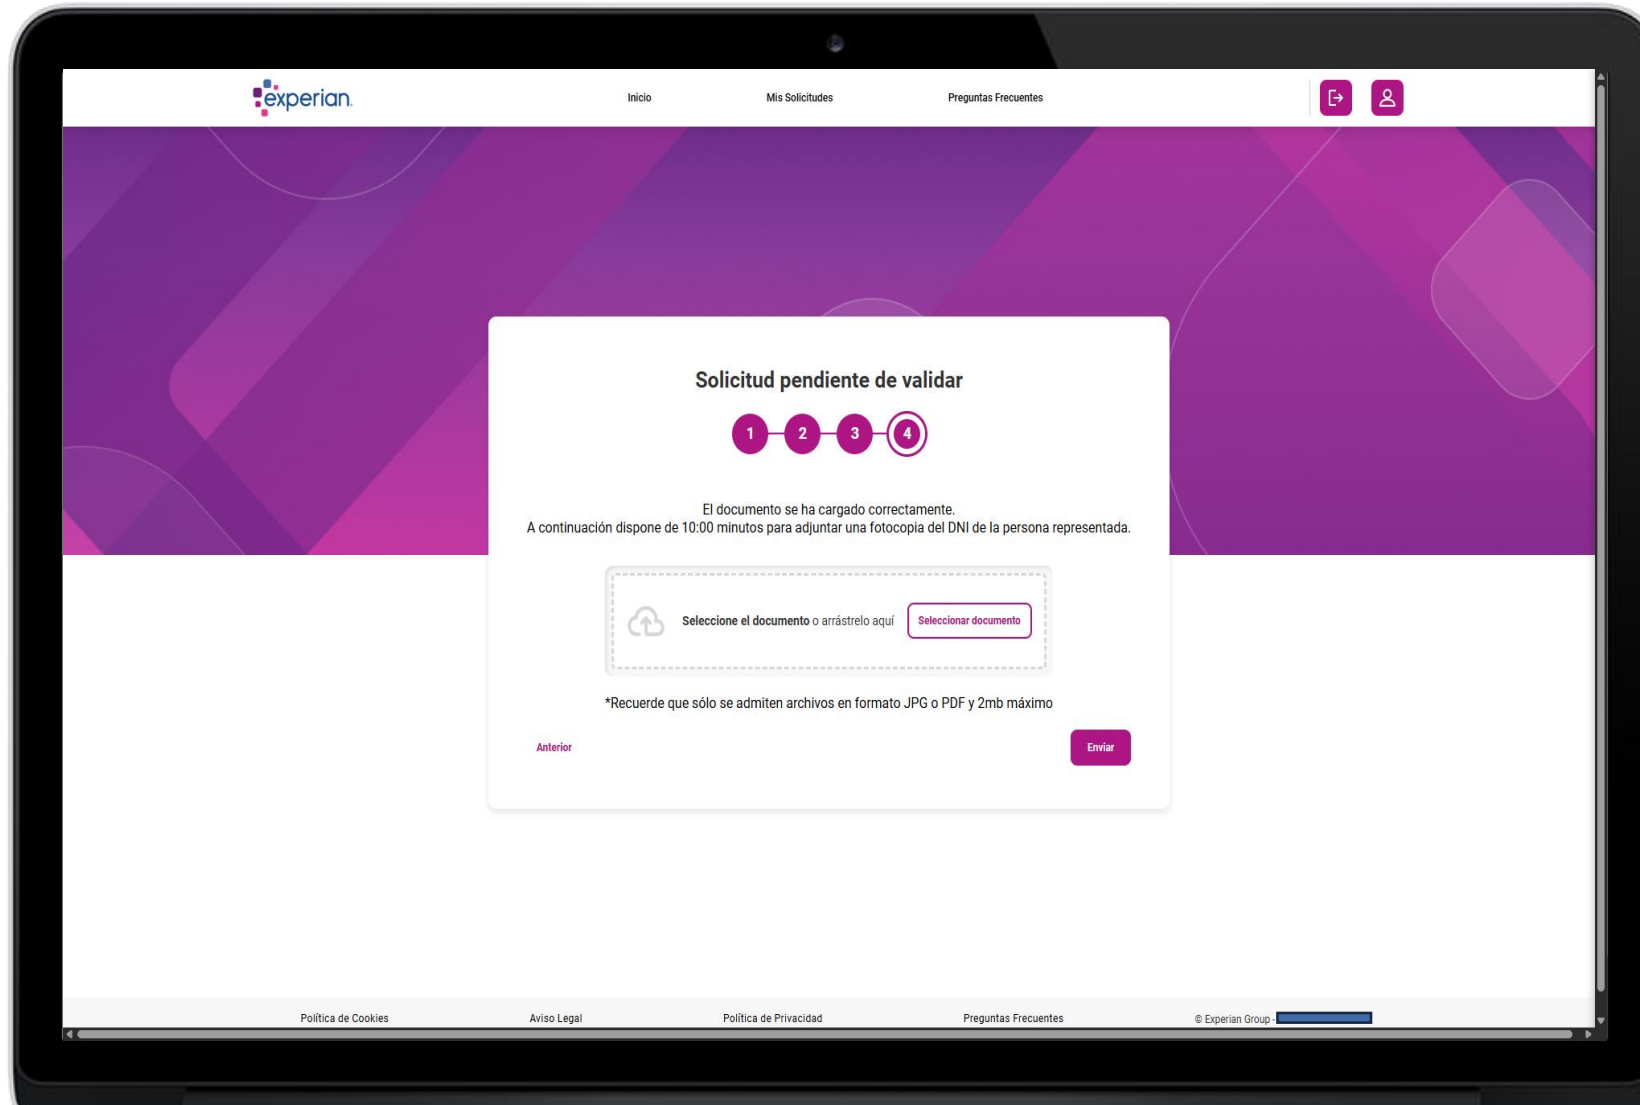 experian.
Inicio
Mis Solicitudes
Preguntas Frecuentes
Solicitud pendiente de validar
1
2
3
4
El documento se ha cargado correctamente.
A continuación dispone de 10:00 minutos para adjuntar una fotocopia del DNI de la persona representada.
Seleccione el documento o arrástrelo aquí
Seleccionar documento
*Recuerde que sólo se admiten archivos en formato JPG o PDF y 2mb máximo
Anterior
Enviar
Política de Cookies
Aviso Legal
Política de Privacidad
Preguntas Frecuentes
© Experian Group -